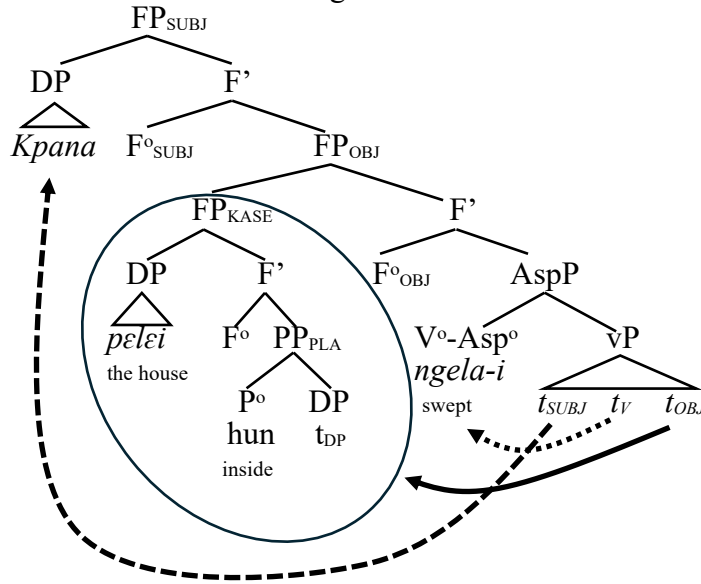 FP_SUBJ
DP F’
Kpana F°_SUBJ FP_OBJ
FP_KASE F’
DP F’ F°_OBJ AspP
pɛlɛi F° PP_PLA V°-Asp° vP
the house ngela-i
P° DP swept t_SUBJ t_V t_OBJ
hun t_DP
inside